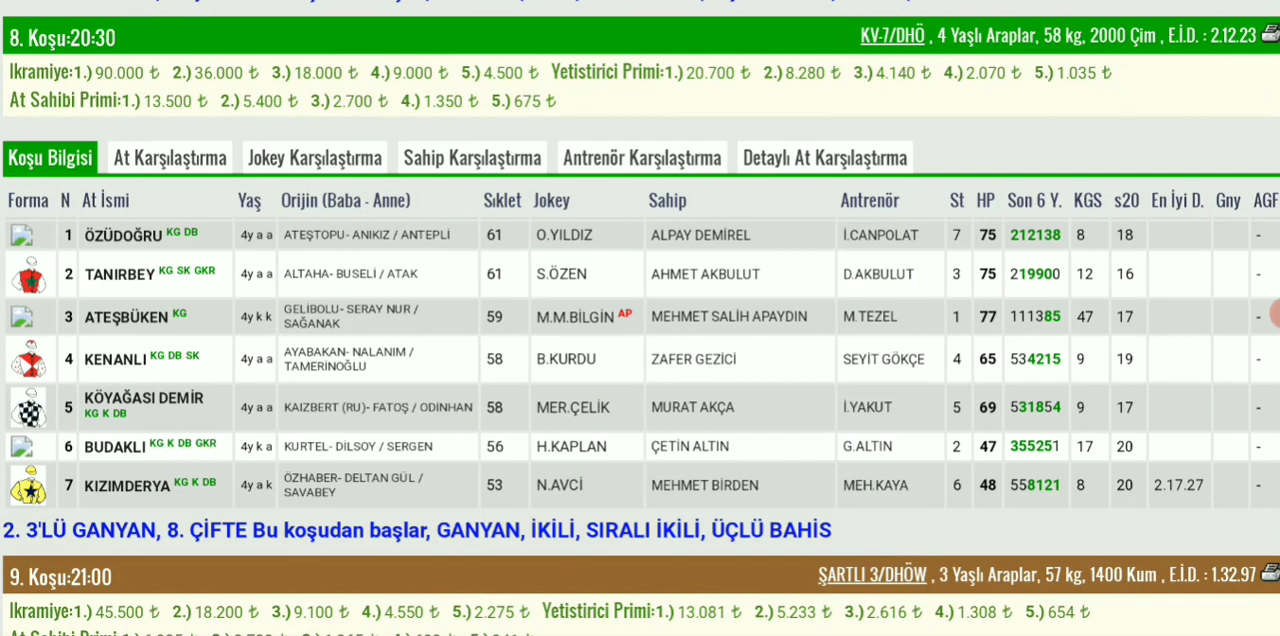 8. Koşu:20:30 KV-7/DHÖ , 4 Yaşlı Araplar, 58 kg, 2000 Çim , E.İ.D. : 2.12.23
Ikramiye:1.) 90.000 ₺ 2.) 36.000 ₺ 3.) 18.000 ₺ 4.) 9.000 ₺ 5.) 4.500 ₺ Yetistirici Primi:1.) 20.700 ₺ 2.) 8.280 ₺ 3.) 4.140 ₺ 4.) 2.070 ₺ 5.) 1.035 ₺
At Sahibi Primi:1.) 13.500 ₺ 2.) 5.400 ₺ 3.) 2.700 ₺ 4.) 1.350 ₺ 5.) 675 ₺
Koşu Bilgisi At Karşılaştırma Jokey Karşılaştırma Sahip Karşılaştırma Antrenör Karşılaştırma Detaylı At Karşılaştırma
Forma N At İsmi Yaş Orijin (Baba - Anne) Sıklet Jokey Sahip Antrenör St HP Son 6 Y. KGS s20 En İyi D. Gny AGF
1 ÖZÜDOĞRU KG DB 4y a a ATEŞTOPU- ANIKIZ / ANTEPLİ 61 O.YILDIZ ALPAY DEMİREL İ.CANPOLAT 7 75 212138 8 18 -
2 TANIRBEY KG SK GKR 4y a a ALTAHA- BUSELİ / ATAK 61 S.ÖZEN AHMET AKBULUT D.AKBULUT 3 75 219900 12 16 -
3 ATEŞBÜKEN KG 4y k k GELİBOLU- SERAY NUR / SAĞANAK 59 M.M.BİLGİN AP MEHMET SALİH APAYDIN M.TEZEL 1 77 111385 47 17 -
4 KENANLI KG DB SK 4y a a AYABAKAN- NALANIM / TAMERİNOĞLU 58 B.KURDU ZAFER GEZİCİ SEYİT GÖKÇE 4 65 534215 9 19 -
5 KÖYAĞASI DEMİR KG K DB 4y a a KAIZBERT (RU)- FATOŞ / ODİNHAN 58 MER.ÇELİK MURAT AKÇA İ.YAKUT 5 69 531854 9 17 -
6 BUDAKLI KG K DB GKR 4y k a KURTEL- DİLSOY / SERGEN 56 H.KAPLAN ÇETİN ALTIN G.ALTIN 2 47 355251 17 20 -
7 KIZIMDERYA KG K DB 4y a k ÖZHABER- DELTAN GÜL / SAVABEY 53 N.AVCİ MEHMET BİRDEN MEH.KAYA 6 48 558121 8 20 2.17.27 -
2. 3'LÜ GANYAN, 8. ÇİFTE Bu koşudan başlar, GANYAN, İKİLİ, SIRALI İKİLİ, ÜÇLÜ BAHİS
9. Koşu:21:00 ŞARTLI 3/DHÖW , 3 Yaşlı Araplar, 57 kg, 1400 Kum , E.İ.D. : 1.32.97
Ikramiye:1.) 45.500 ₺ 2.) 18.200 ₺ 3.) 9.100 ₺ 4.) 4.550 ₺ 5.) 2.275 ₺ Yetistirici Primi:1.) 13.081 ₺ 2.) 5.233 ₺ 3.) 2.616 ₺ 4.) 1.308 ₺ 5.) 654 ₺
At Sahibi Primi